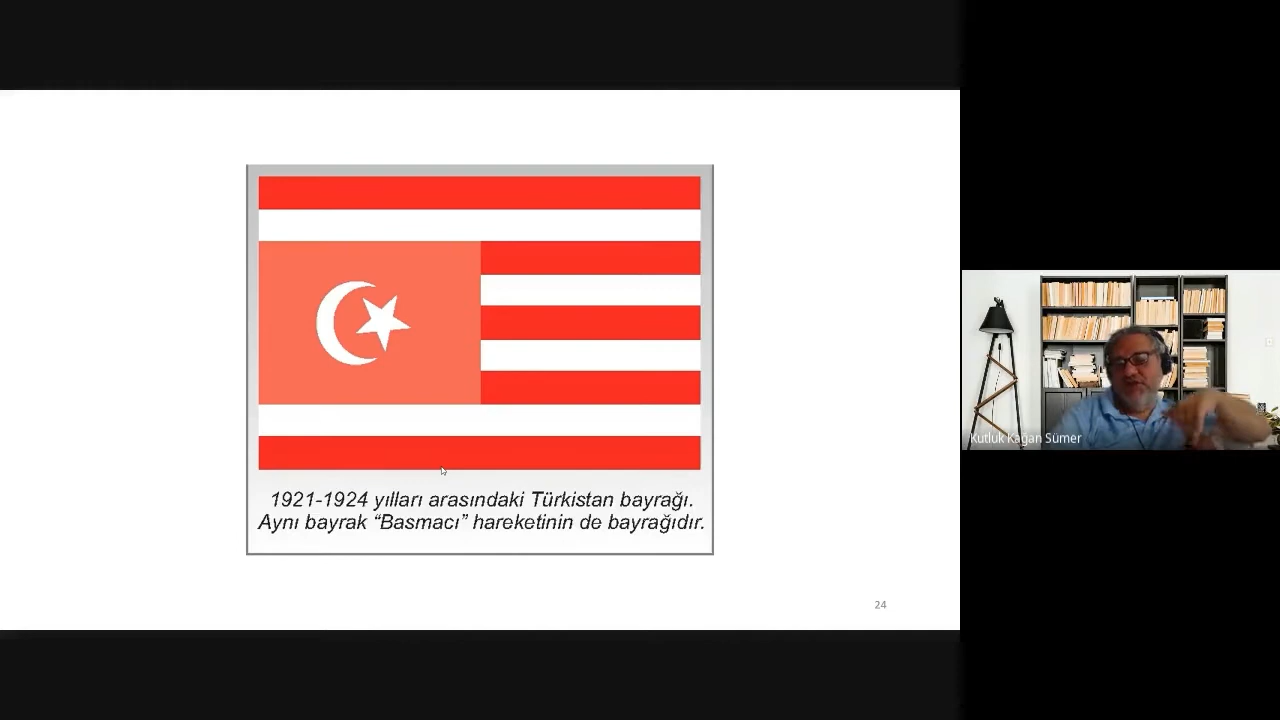 1921-1924 yılları arasındaki Türkistan bayrağı.
Aynı bayrak “Basmacı” hareketinin de bayrağıdır.
24
Kutluk Kağan Sümer